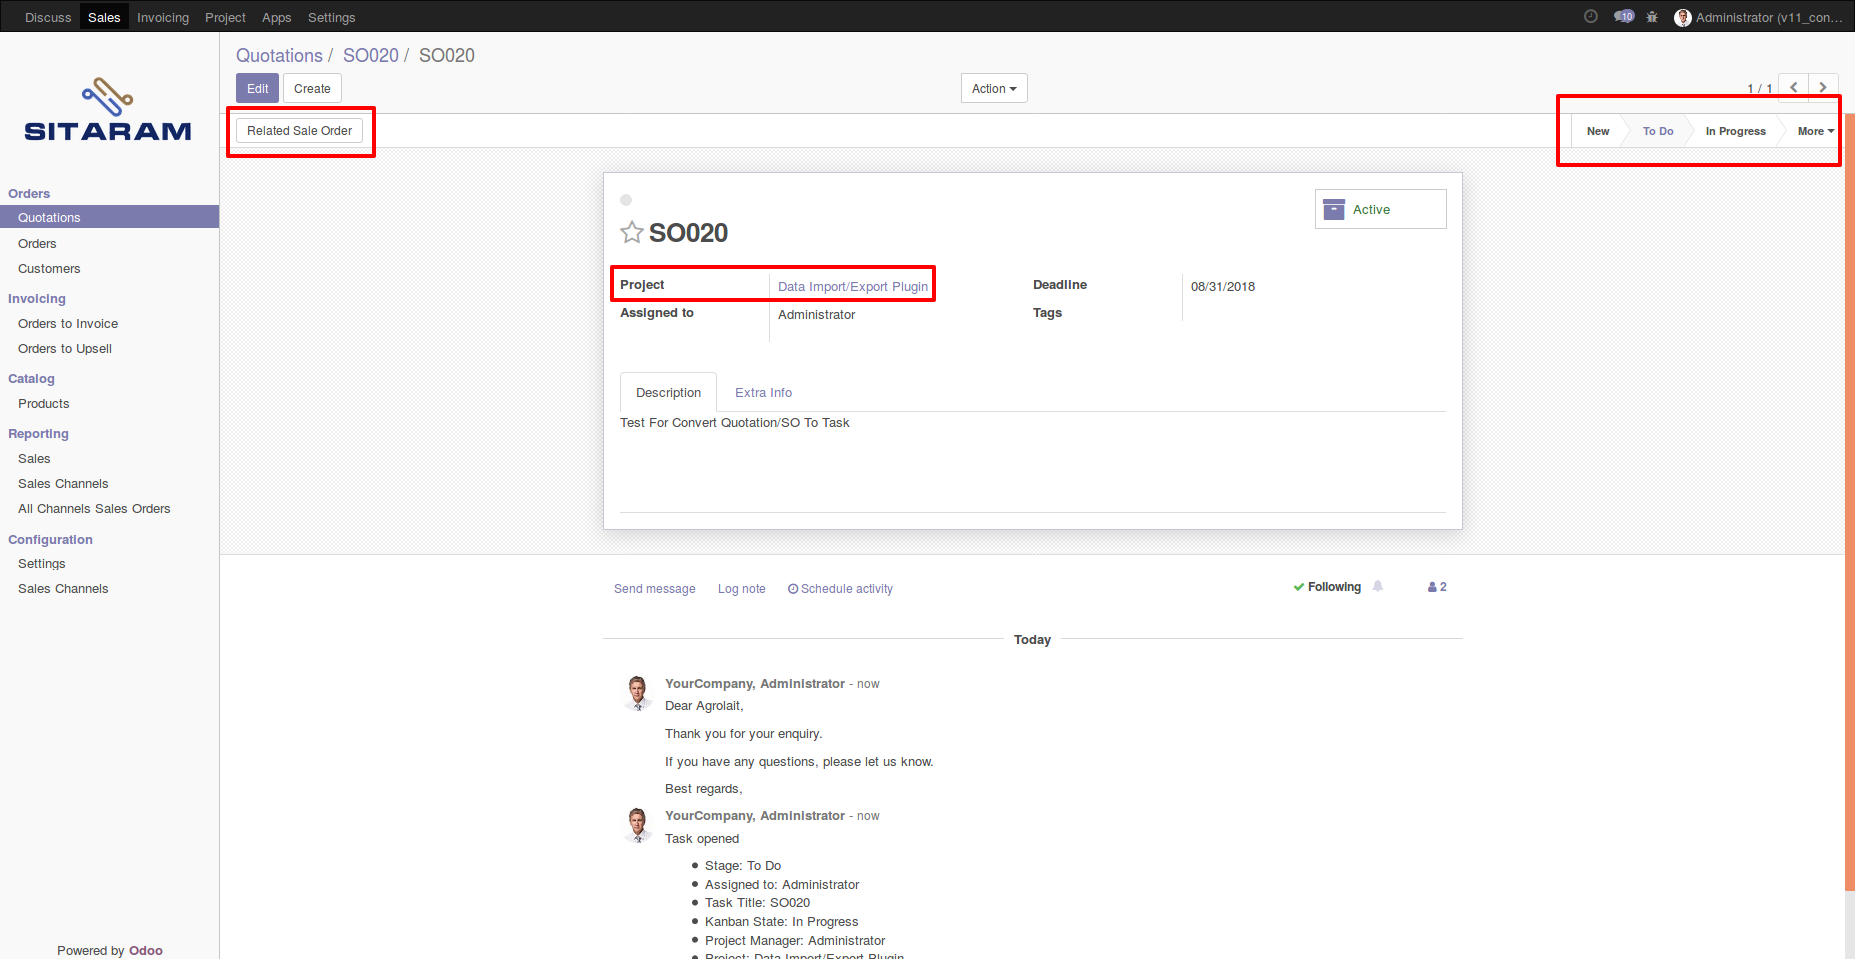 Discuss Sales Invoicing Project Apps Settings 10 Administrator (v11_con...
Quotations / SO020 / SO020
Edit Create Action 1 / 1
Related Sale Order New To Do In Progress More
SITARAM
Orders
Quotations
Orders
Customers
Invoicing
Orders to Invoice
Orders to Upsell
Catalog
Products
Reporting
Sales
Sales Channels
All Channels Sales Orders
Configuration
Settings
Sales Channels
Powered by Odoo
Active
SO020
Project Data Import/Export Plugin Deadline 08/31/2018
Assigned to Administrator Tags
Description Extra Info
Test For Convert Quotation/SO To Task
Send message Log note Schedule activity Following 2
Today
YourCompany, Administrator - now
Dear Agrolait,
Thank you for your enquiry.
If you have any questions, please let us know.
Best regards,
YourCompany, Administrator - now
Task opened
Stage: To Do
Assigned to: Administrator
Task Title: SO020
Kanban State: In Progress
Project Manager: Administrator
Project: Data Import/Export Plugin